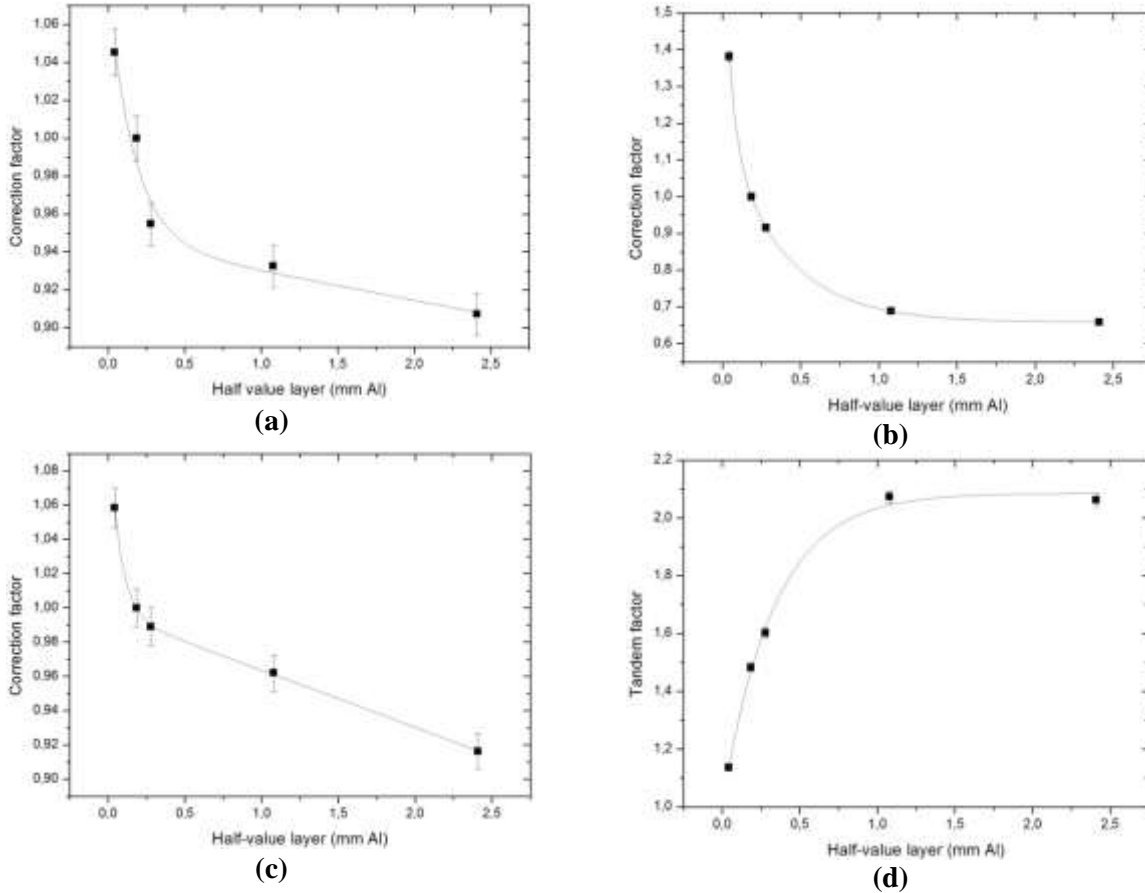 1,06
1,04
1,02
1,00
0,98
0,96
0,94
0,92
0,90
Correction factor
0,0 0,5 1,0 1,5 2,0 2,5
Half value layer (mm Al)
(a)
1,5
1,4
1,3
1,2
1,1
1,0
0,9
0,8
0,7
0,6
Correction factor
0,0 0,5 1,0 1,5 2,0 2,5
Half-value layer (mm Al)
(b)
1,08
1,06
1,04
1,02
1,00
0,98
0,96
0,94
0,92
0,90
Correction factor
0,0 0,5 1,0 1,5 2,0 2,5
Half-value layer (mm Al)
(c)
2,2
2,0
1,8
1,6
1,4
1,2
1,0
Tandem factor
0,0 0,5 1,0 1,5 2,0 2,5
Half-value layer (mm Al)
(d)